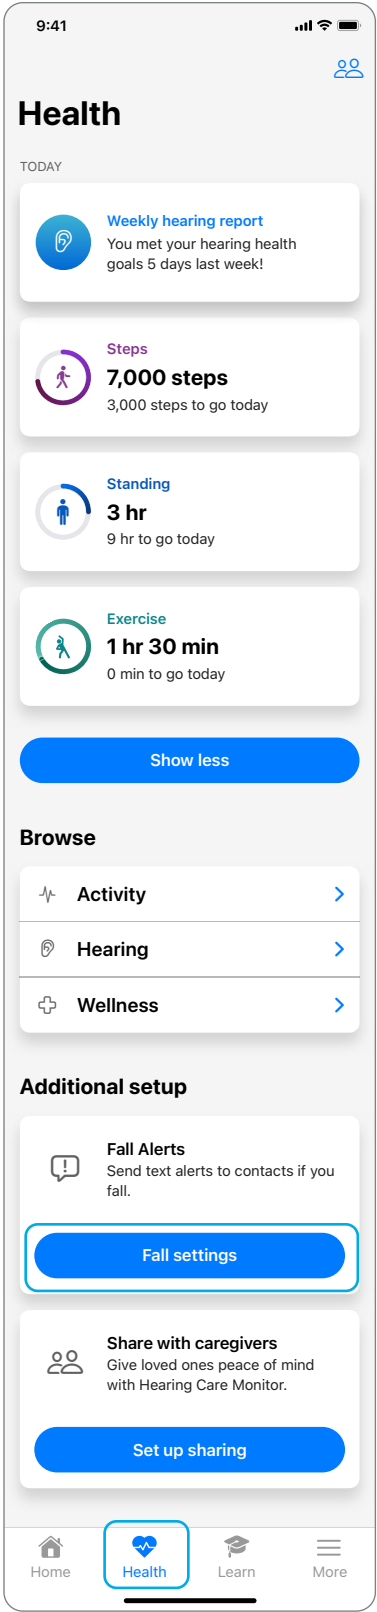 9:41
Health
TODAY
Weekly hearing report
You met your hearing health
goals 5 days last week!
Steps
7,000 steps
3,000 steps to go today
Standing
3 hr
9 hr to go today
Exercise
1 hr 30 min
0 min to go today
Show less
Browse
Activity
Hearing
Wellness
Additional setup
Fall Alerts
Send text alerts to contacts if you
fall.
Fall settings
Share with caregivers
Give loved ones peace of mind
with Hearing Care Monitor.
Set up sharing
Home Health Learn More